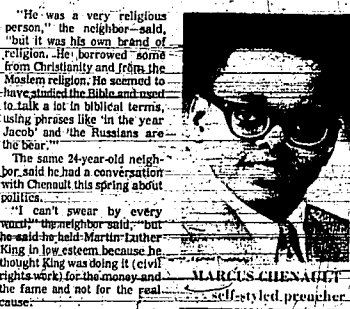 "He was a very religious
person," the neighbor said,
"but it was his own brand of
religion. He borrowed some
from Christianity and from the
Moslem religion. He seemed to
have studied the Bible and used
to talk a lot in biblical terms,
using phrases like 'in the year
Jacob' and 'the Russians are
the bear.'"
The same 24-year-old neigh-
bor said he had a conversation
with Chenault this spring about
politics.
"I can't swear by every
word," the neighbor said, "but
he said he held Martin Luther
King in low esteem because he
thought King was doing it (civil
rights work) for the money and
the fame and not for the real
cause.
MARCUS CHENAULT
. . . self-styled preacher